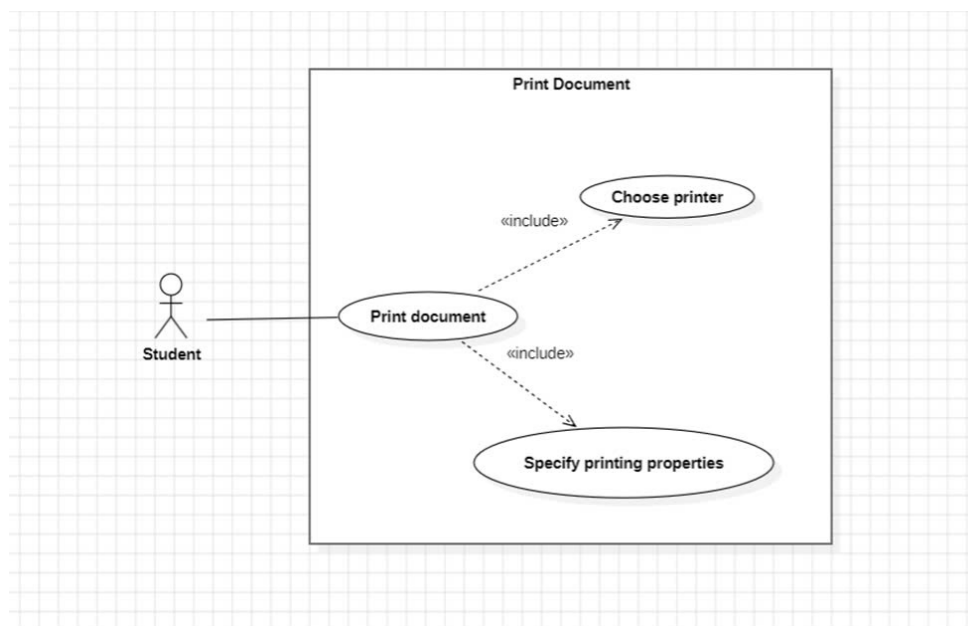 Print Document
Choose printer
«include»
Print document
Student
«include»
Specify printing properties